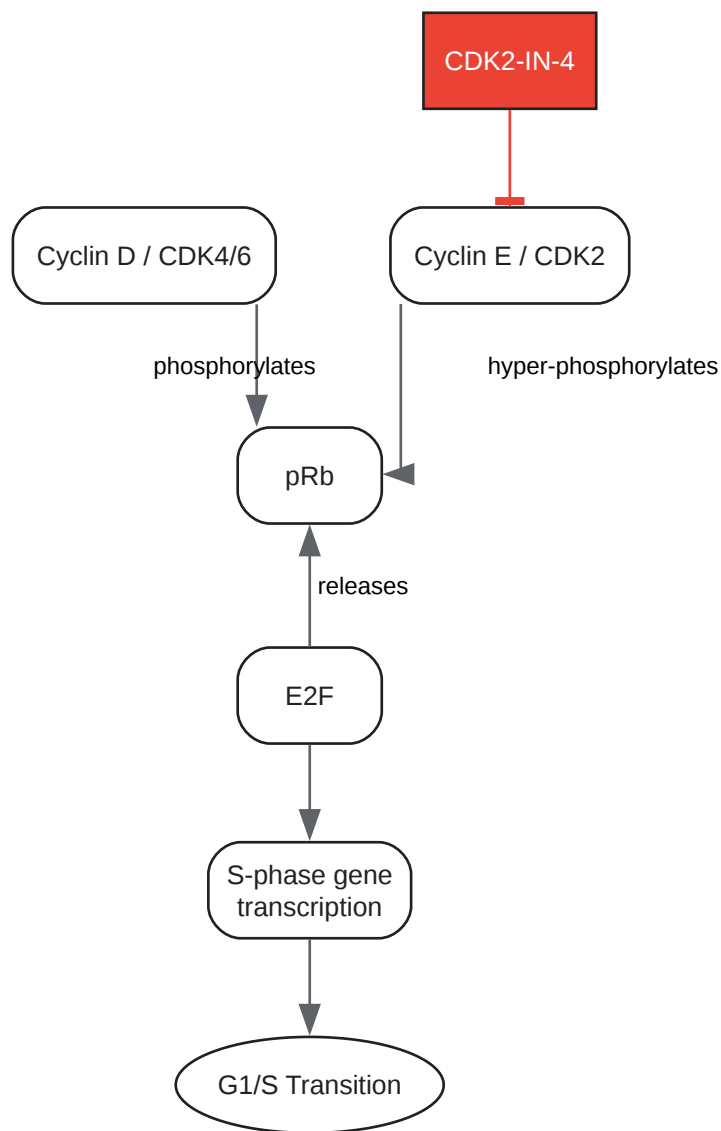 CDK2-IN-4
Cyclin D / CDK4/6
Cyclin E / CDK2
phosphorylates
hyper-phosphorylates
pRb
releases
E2F
S-phase gene
transcription
G1/S Transition